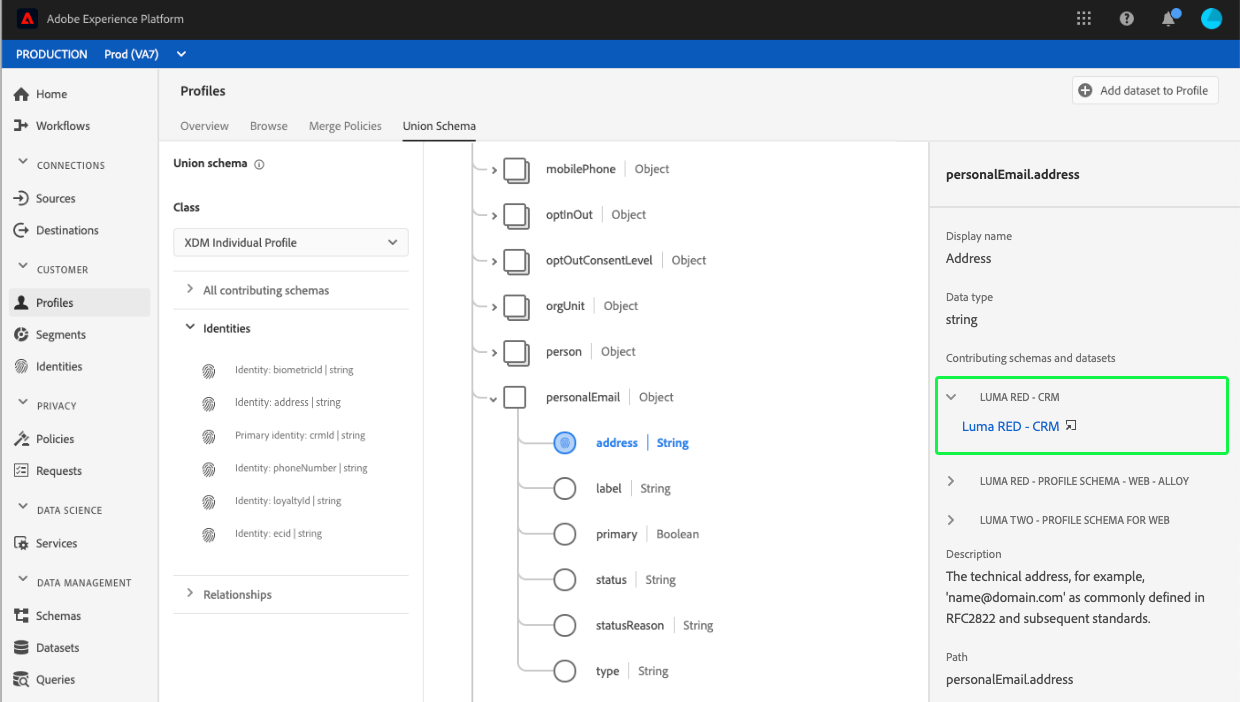 Adobe Experience Platform
PRODUCTION Prod (VA7)
Home
Workflows
CONNECTIONS
Sources
Destinations
CUSTOMER
Profiles
Segments
Identities
PRIVACY
Policies
Requests
DATA SCIENCE
Services
DATA MANAGEMENT
Schemas
Datasets
Queries
Profiles
Add dataset to Profile
Overview Browse Merge Policies Union Schema
Union schema
Class
XDM Individual Profile
All contributing schemas
Identities
Identity: biometricId | string
Identity: address | string
Primary identity: crmId | string
Identity: phoneNumber | string
Identity: loyaltyId | string
Identity: ecid | string
Relationships
mobilePhone | Object
optInOut | Object
optOutConsentLevel | Object
orgUnit | Object
person | Object
personalEmail | Object
address | String
label | String
primary | Boolean
status | String
statusReason | String
type | String
personalEmail.address
Display name
Address
Data type
string
Contributing schemas and datasets
LUMA RED - CRM
Luma RED - CRM
LUMA RED - PROFILE SCHEMA - WEB - ALLOY
LUMA TWO - PROFILE SCHEMA FOR WEB
Description
The technical address, for example,
'name@domain.com' as commonly defined in
RFC2822 and subsequent standards.
Path
personalEmail.address